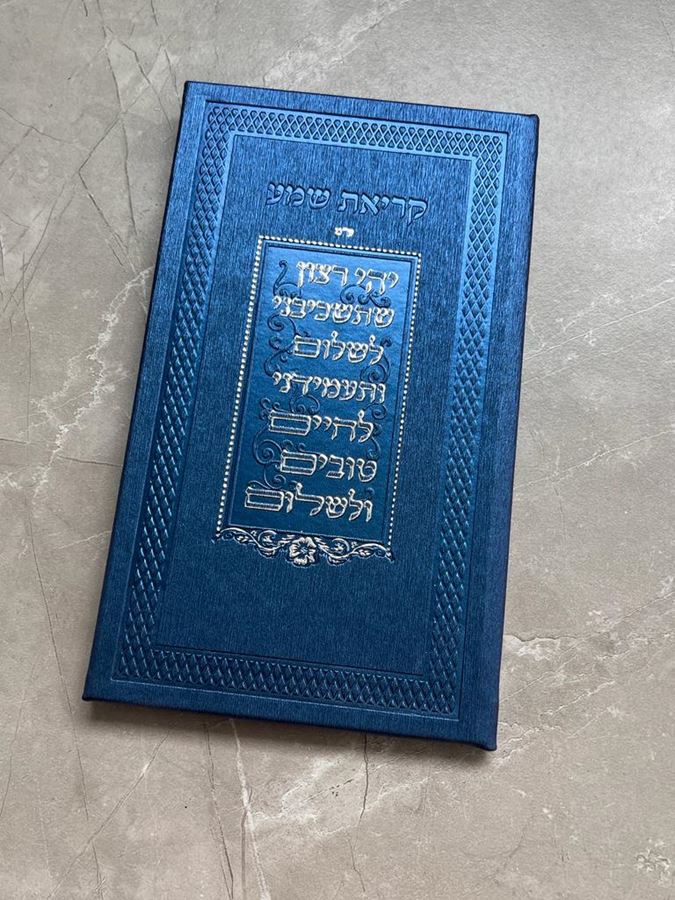 קריאת שמע
יהי רצון
שתשכיבני
לשלום
ותעמידני
לחיים
טובים
ולשלום